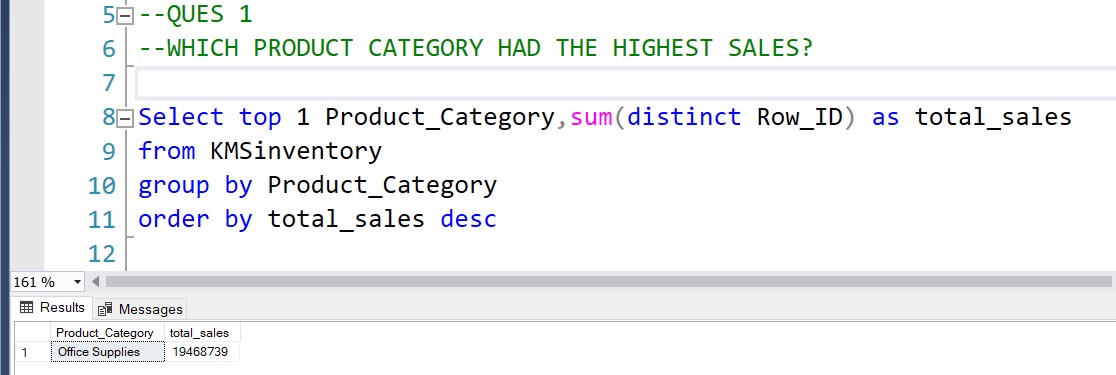 5 --QUES 1
6 --WHICH PRODUCT CATEGORY HAD THE HIGHEST SALES?
7
8 Select top 1 Product_Category,sum(distinct Row_ID) as total_sales
9 from KMSinventory
10 group by Product_Category
11 order by total_sales desc
12
161 %
Results Messages
Product_Category total_sales
1 Office Supplies 19468739